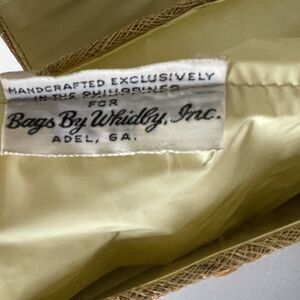 HANDCRAFTED EXCLUSIVELY
IN THE PHILIPPINES
FOR
Bags By Whidby, Inc.
ADEL, GA.